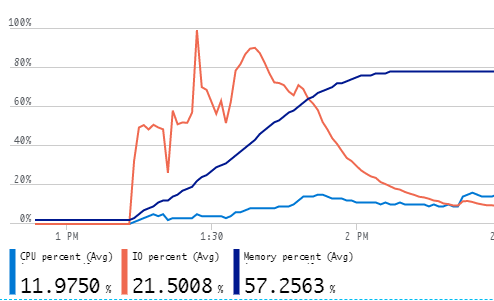 100%
80%
60%
40%
20%
0%
1 PM
1:30
2 PM
2
CPU percent (Avg)
IO percent (Avg)
Memory percent (Avg)
11.9750 %
21.5008 %
57.2563 %